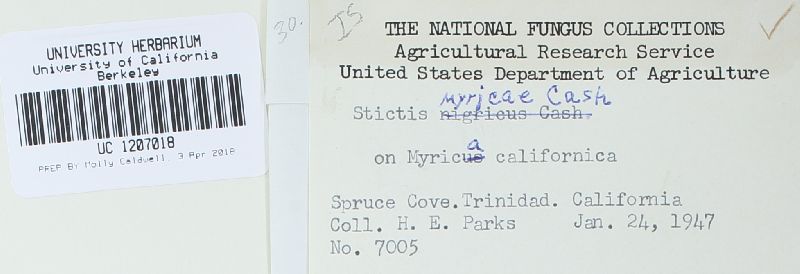 UNIVERSITY HERBARIUM
University of California
Berkeley
UC 1207018
PREP BY Molly Caldwell, 3 Apr 2018
30.
IS
THE NATIONAL FUNGUS COLLECTIONS
Agricultural Research Service
United States Department of Agriculture
myricae Cash
Stictis nigricus Cash.
a
on Myricus californica
Spruce Cove.Trinidad. California
Coll. H. E. Parks Jan. 24, 1947
No. 7005